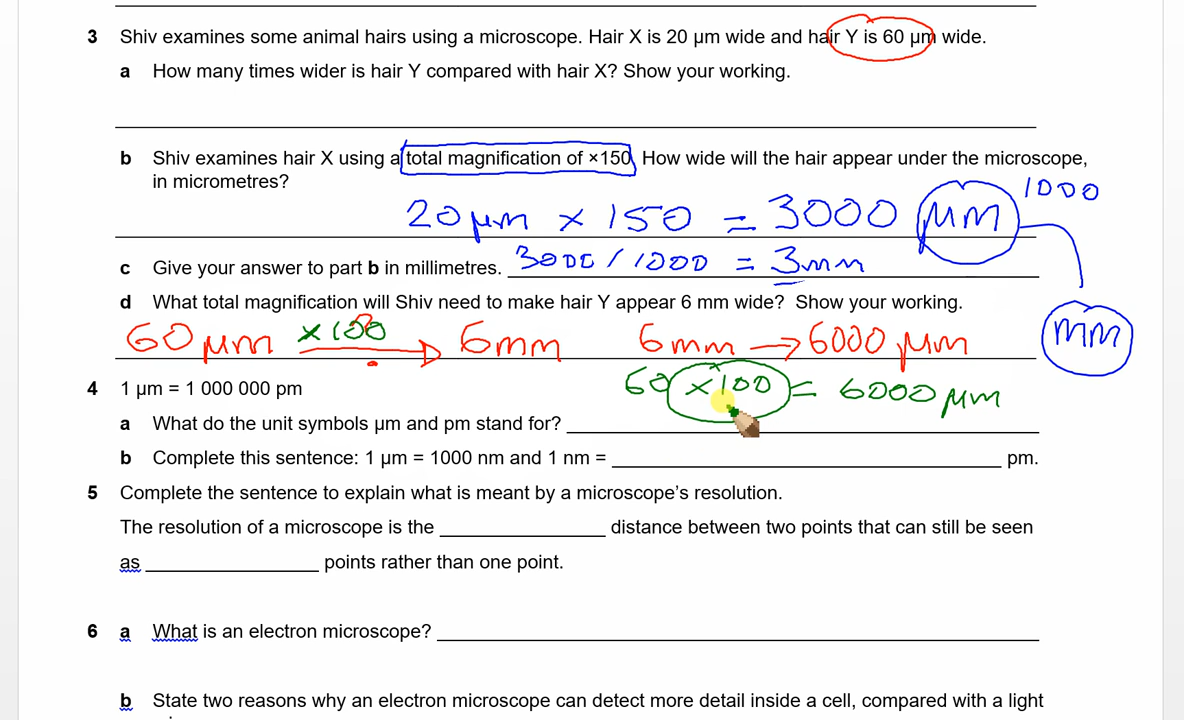 3 Shiv examines some animal hairs using a microscope. Hair X is 20 µm wide and hair Y is 60 µm wide.
a How many times wider is hair Y compared with hair X? Show your working.
b Shiv examines hair X using a total magnification of ×150. How wide will the hair appear under the microscope,
in micrometres?
1000
20 µm × 150 = 3000 µm
c Give your answer to part b in millimetres. 3000 / 1000 = 3mm
d What total magnification will Shiv need to make hair Y appear 6 mm wide? Show your working.
60 µm ×100 → 6mm 6mm → 6000 µm mm
60 ×100 = 6000 µm
4 1 µm = 1 000 000 pm
a What do the unit symbols µm and pm stand for?
b Complete this sentence: 1 µm = 1000 nm and 1 nm = pm.
5 Complete the sentence to explain what is meant by a microscope's resolution.
The resolution of a microscope is the distance between two points that can still be seen
as points rather than one point.
6 a What is an electron microscope?
b State two reasons why an electron microscope can detect more detail inside a cell, compared with a light